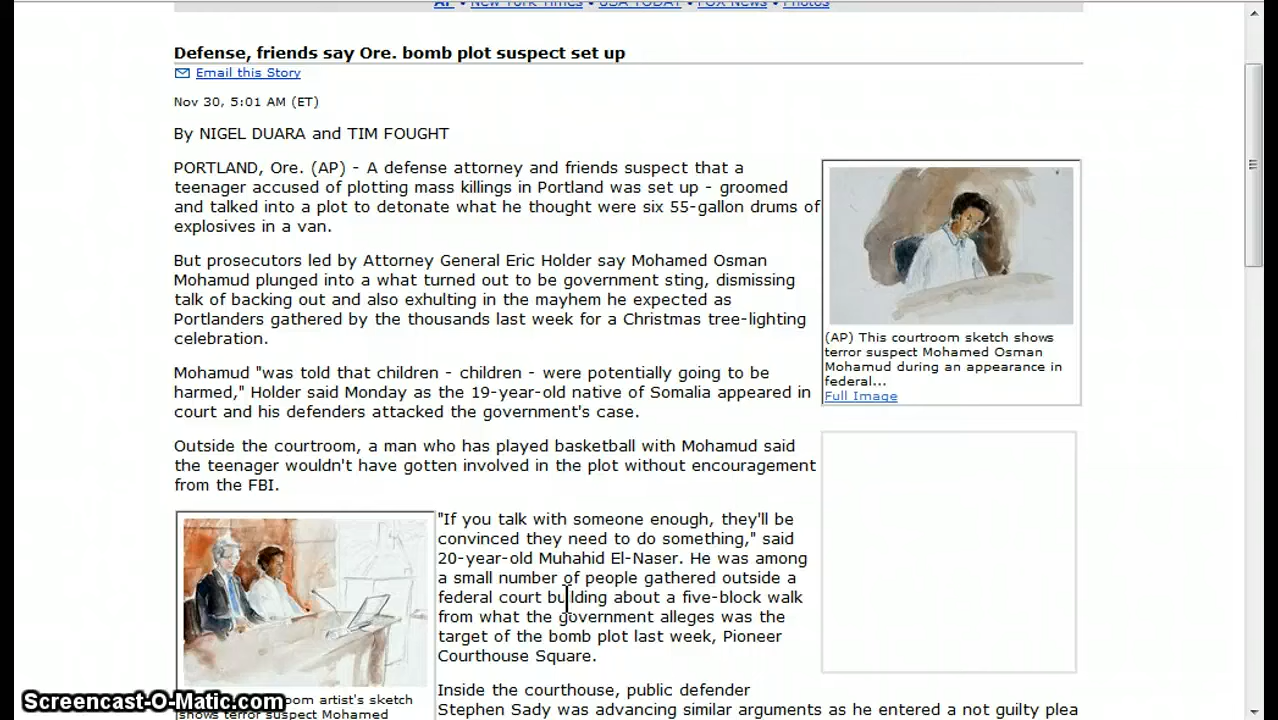 AP • New York Times • USA TODAY • FOX News • Photos
Defense, friends say Ore. bomb plot suspect set up
Email this Story
Nov 30, 5:01 AM (ET)
By NIGEL DUARA and TIM FOUGHT
PORTLAND, Ore. (AP) - A defense attorney and friends suspect that a
teenager accused of plotting mass killings in Portland was set up - groomed
and talked into a plot to detonate what he thought were six 55-gallon drums of
explosives in a van.
But prosecutors led by Attorney General Eric Holder say Mohamed Osman
Mohamud plunged into a what turned out to be government sting, dismissing
talk of backing out and also exhulting in the mayhem he expected as
Portlanders gathered by the thousands last week for a Christmas tree-lighting
celebration.
(AP) This courtroom sketch shows
terror suspect Mohamed Osman
Mohamud during an appearance in
federal...
Full Image
Mohamud "was told that children - children - were potentially going to be
harmed," Holder said Monday as the 19-year-old native of Somalia appeared in
court and his defenders attacked the government's case.
Outside the courtroom, a man who has played basketball with Mohamud said
the teenager wouldn't have gotten involved in the plot without encouragement
from the FBI.
"If you talk with someone enough, they'll be
convinced they need to do something," said
20-year-old Muhahid El-Naser. He was among
a small number of people gathered outside a
federal court building about a five-block walk
from what the government alleges was the
target of the bomb plot last week, Pioneer
Courthouse Square.
Inside the courthouse, public defender
Stephen Sady was advancing similar arguments as he entered a not guilty plea
oom artist's sketch
shows terror suspect Mohamed
Screencast-O-Matic.com